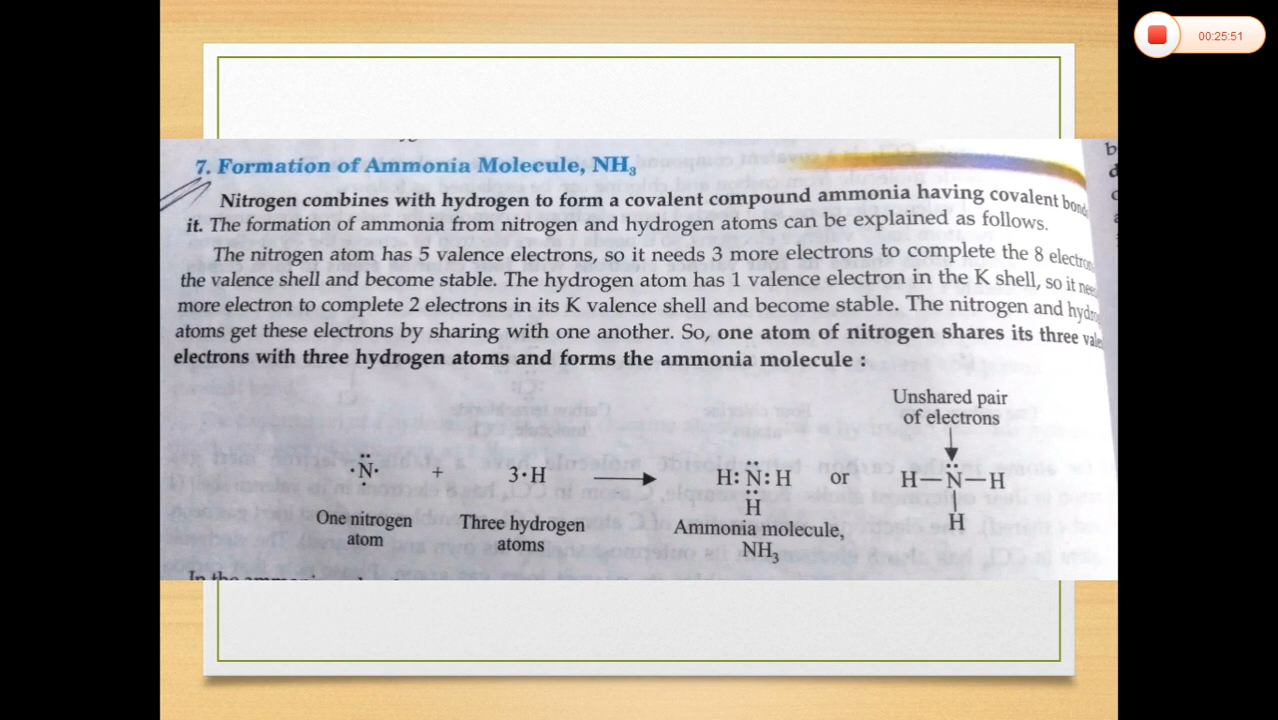 00:25:51
7. Formation of Ammonia Molecule, NH₃
Nitrogen combines with hydrogen to form a covalent compound ammonia having covalent bond
it. The formation of ammonia from nitrogen and hydrogen atoms can be explained as follows.
The nitrogen atom has 5 valence electrons, so it needs 3 more electrons to complete the 8 electron
the valence shell and become stable. The hydrogen atom has 1 valence electron in the K shell, so it nee
more electron to complete 2 electrons in its K valence shell and become stable. The nitrogen and hydro
atoms get these electrons by sharing with one another. So, one atom of nitrogen shares its three vale
electrons with three hydrogen atoms and forms the ammonia molecule :
Unshared pair
of electrons
·N· + 3·H H:N:H or H—N—H
H H
One nitrogen Three hydrogen Ammonia molecule,
atom atoms NH₃